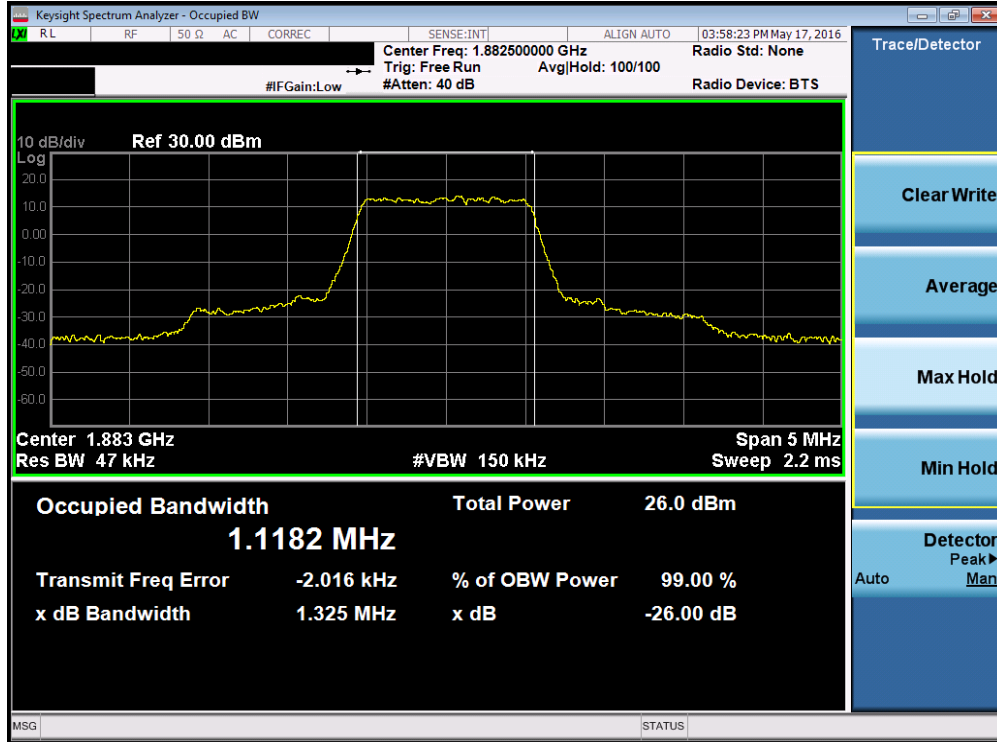 Keysight Spectrum Analyzer - Occupied BW
LXI RL RF 50 Ω AC CORREC SENSE:INT ALIGN AUTO 03:58:23 PM May 17, 2016
Center Freq: 1.882500000 GHz Radio Std: None
Trig: Free Run Avg|Hold: 100/100
#IFGain:Low #Atten: 40 dB Radio Device: BTS
Trace/Detector
10 dB/div Ref 30.00 dBm
Log
20.0
10.0
0.00
-10.0
-20.0
-30.0
-40.0
-50.0
-60.0
Center 1.883 GHz Span 5 MHz
Res BW 47 kHz #VBW 150 kHz Sweep 2.2 ms
Occupied Bandwidth Total Power 26.0 dBm
1.1182 MHz
Transmit Freq Error -2.016 kHz % of OBW Power 99.00 %
x dB Bandwidth 1.325 MHz x dB -26.00 dB
Clear Write
Average
Max Hold
Min Hold
Detector
Peak▶
Auto Man
MSG STATUS